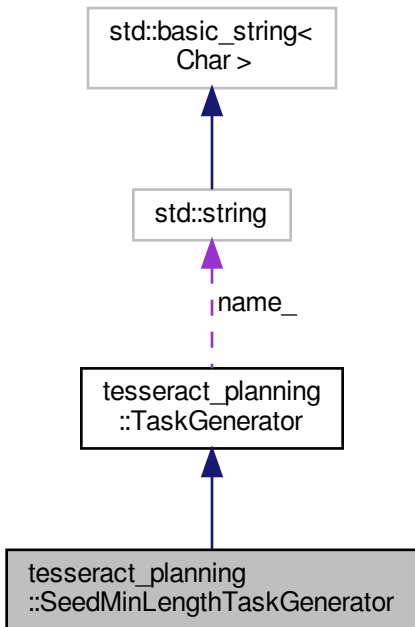 std::basic_string<
Char >
std::string
name_
tesseract_planning
::TaskGenerator
tesseract_planning
::SeedMinLengthTaskGenerator